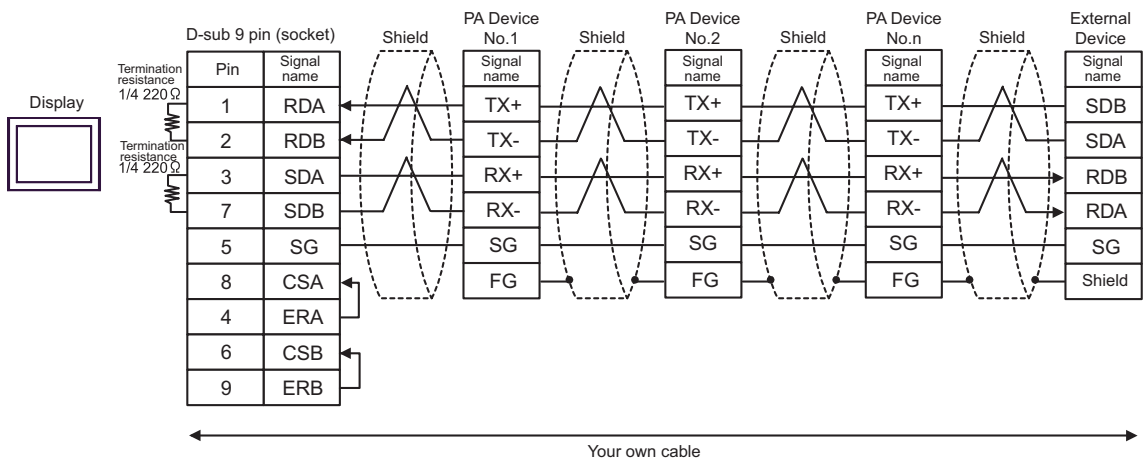 PA Device PA Device PA Device External
D-sub 9 pin (socket) Shield No.1 Shield No.2 Shield No.n Shield Device
Termination resistance 1/4 220 Ω
Pin Signal name Signal name Signal name Signal name Signal name
Display
1 RDA TX+ TX+ TX+ SDB
2 RDB TX- TX- TX- SDA
Termination resistance 1/4 220 Ω
3 SDA RX+ RX+ RX+ RDB
7 SDB RX- RX- RX- RDA
5 SG SG SG SG SG
8 CSA FG FG FG Shield
4 ERA
6 CSB
9 ERB
Your own cable